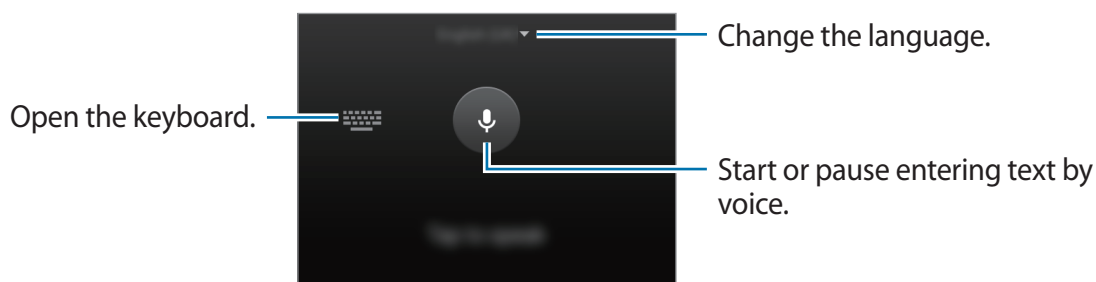 Change the language.
Open the keyboard.
Start or pause entering text by
voice.